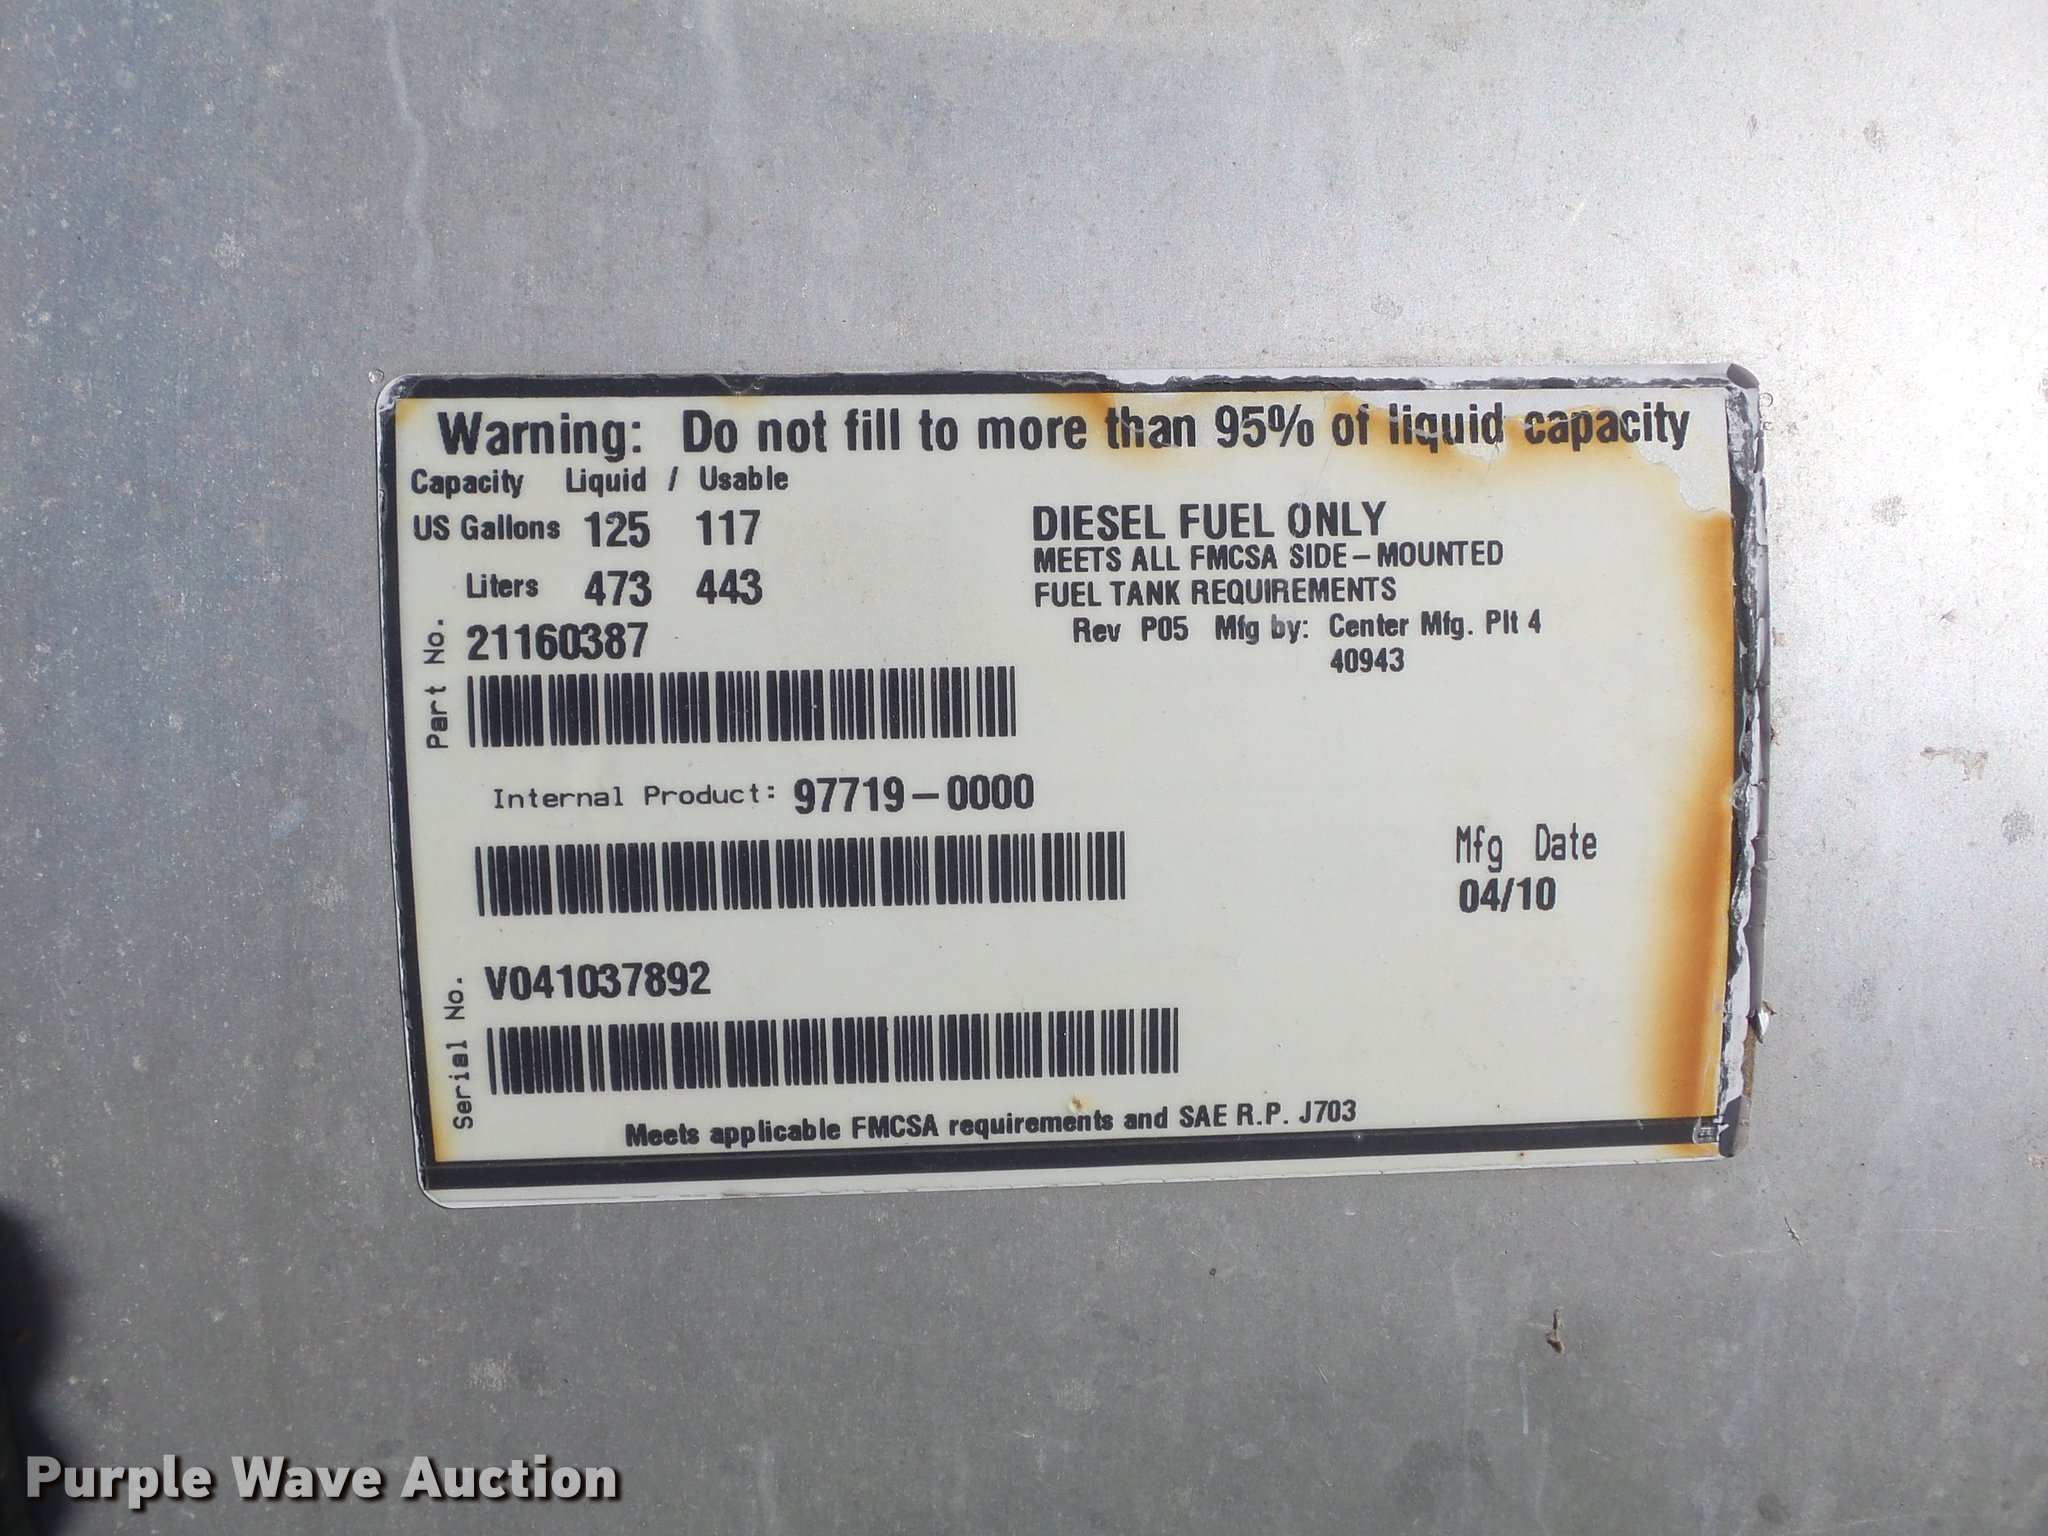 Warning: Do not fill to more than 95% of liquid capacity
Capacity Liquid / Usable
US Gallons 125 117
Liters 473 443
DIESEL FUEL ONLY
MEETS ALL FMCSA SIDE-MOUNTED
FUEL TANK REQUIREMENTS
Rev P05 Mfg by: Center Mfg. Plt 4
40943
Part No. 21160387
Internal Product: 97719-0000
Mfg Date
04/10
Serial No. V041037892
Meets applicable FMCSA requirements and SAE R.P. J703
Purple Wave Auction